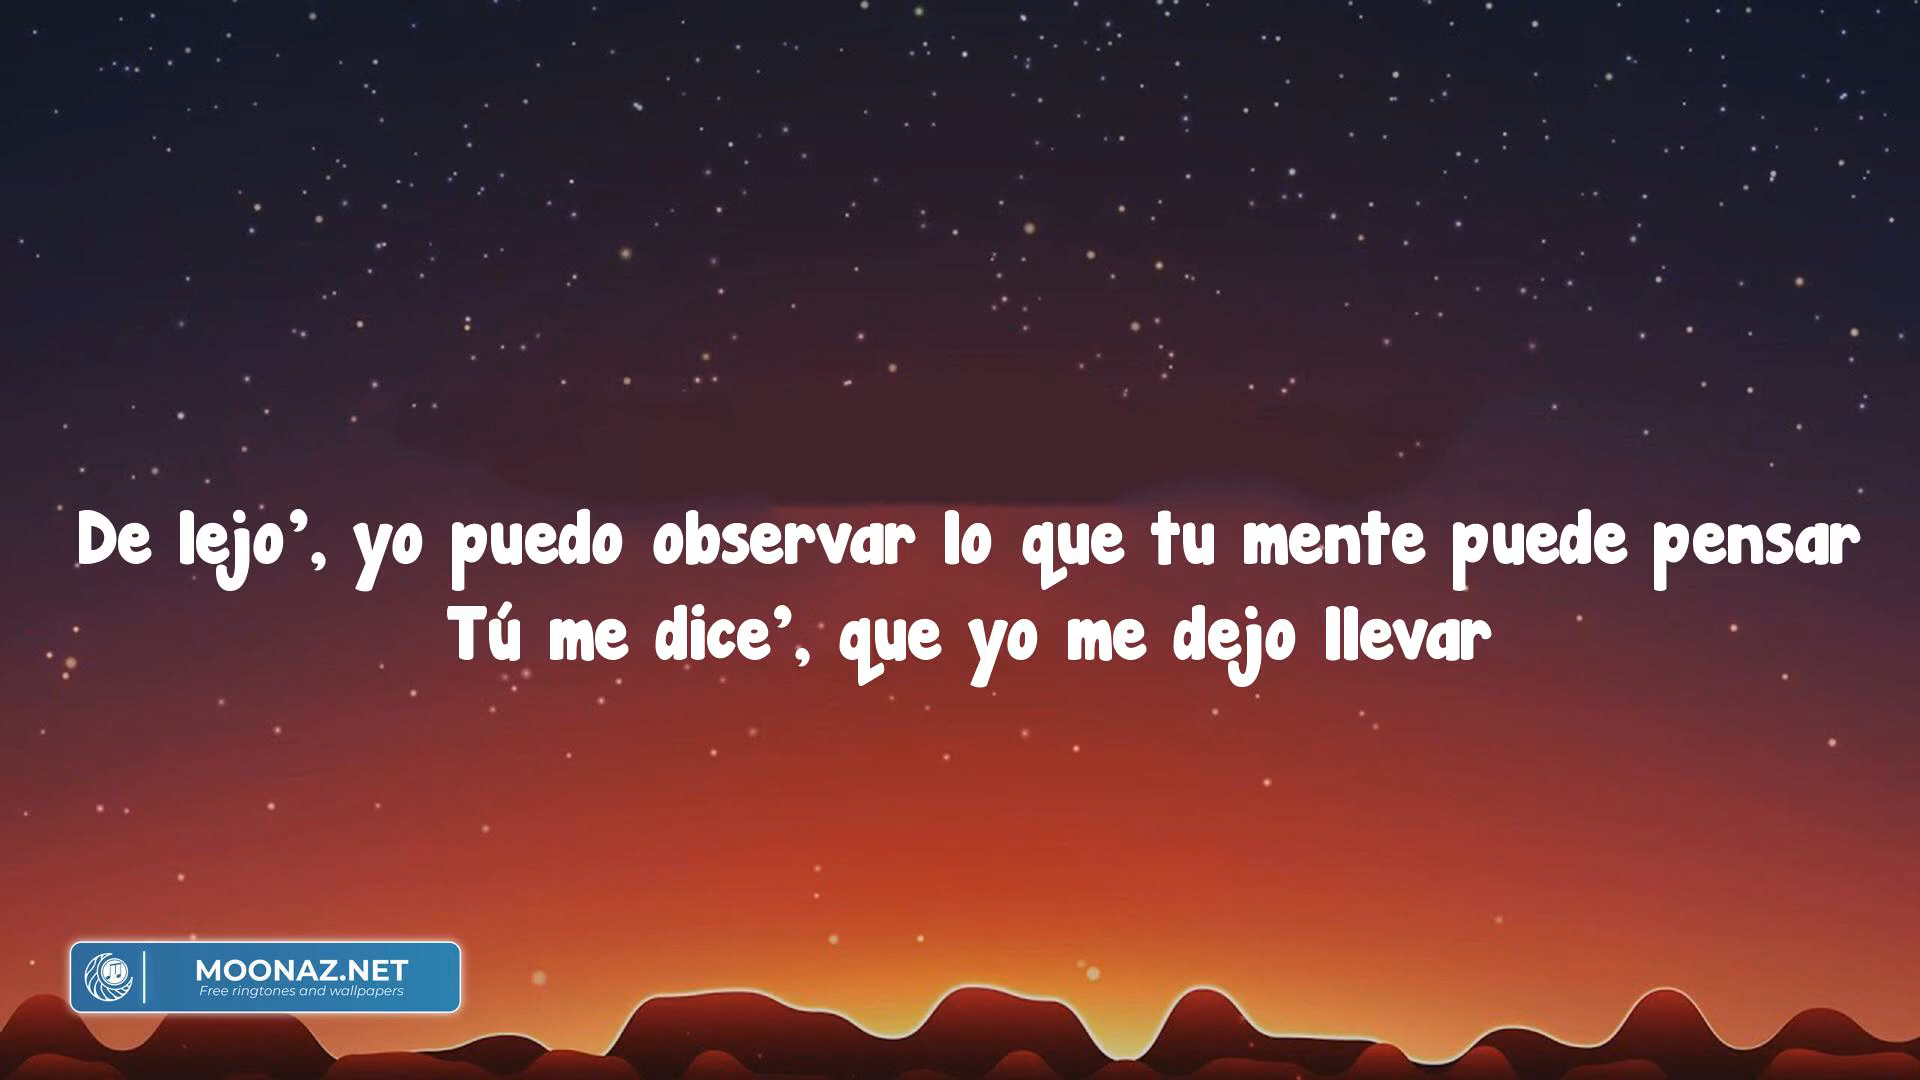 De lejo’, yo puedo observar lo que tu mente puede pensar
Tú me dice’, que yo me dejo llevar
MOONAZ.NET
Free ringtones and wallpapers